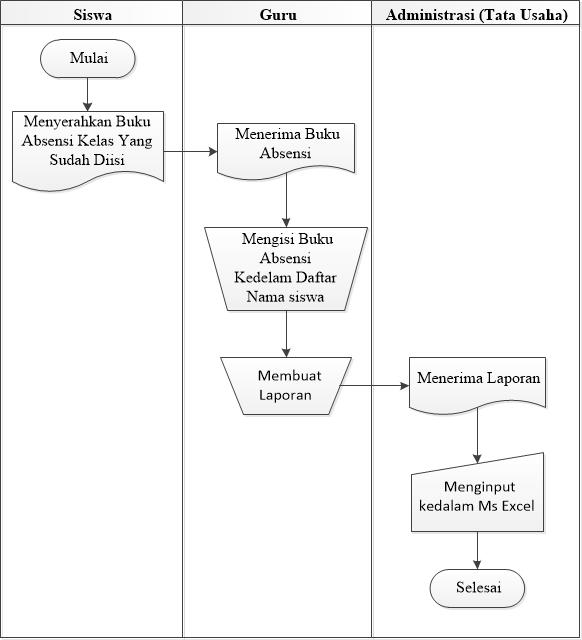 Siswa
Guru
Administrasi (Tata Usaha)
Mulai
Menyerahkan Buku
Absensi Kelas Yang
Sudah Diisi
Menerima Buku
Absensi
Mengisi Buku
Absensi
Kedelam Daftar
Nama siswa
Membuat
Laporan
Menerima Laporan
Menginput
kedalam Ms Excel
Selesai